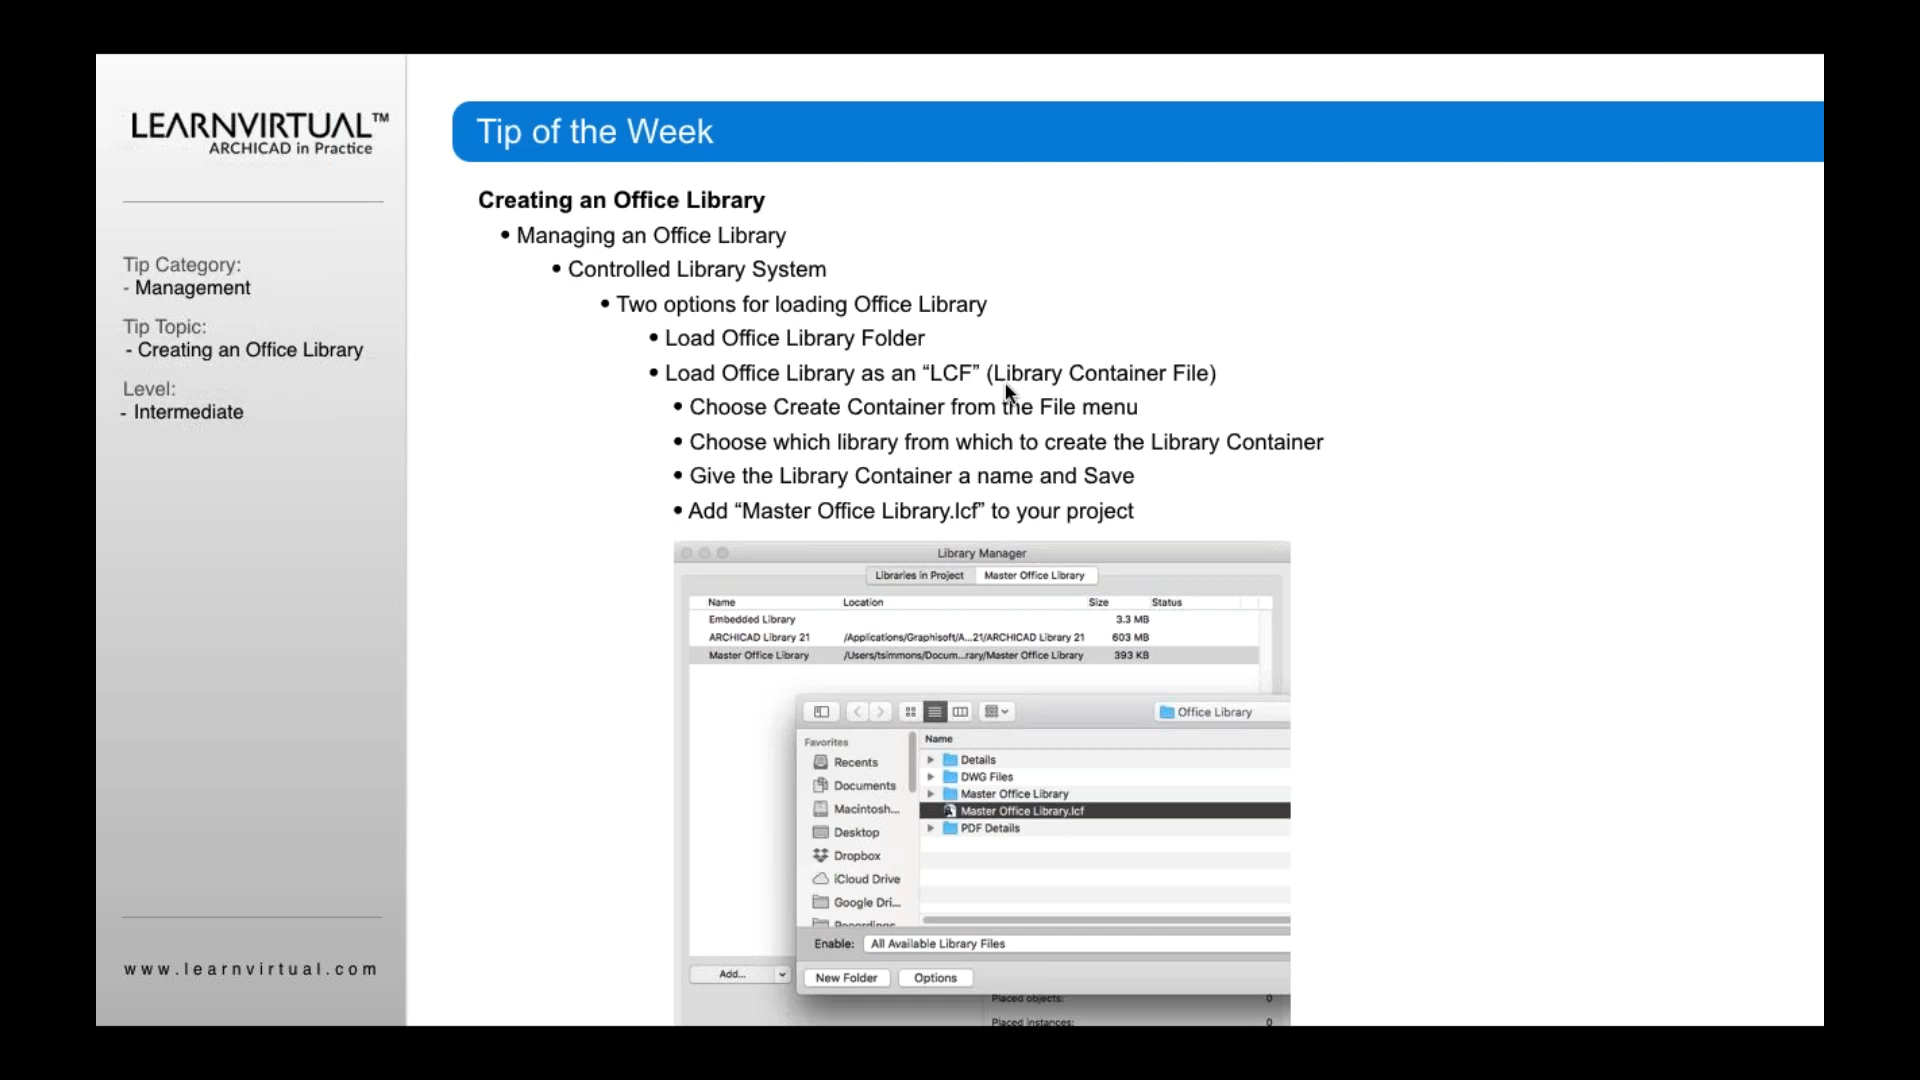 LEARNVIRTUAL™
ARCHICAD in Practice
Tip Category:
- Management
Tip Topic:
- Creating an Office Library
Level:
- Intermediate
www.learnvirtual.com
Tip of the Week
Creating an Office Library
• Managing an Office Library
• Controlled Library System
• Two options for loading Office Library
• Load Office Library Folder
• Load Office Library as an “LCF” (Library Container File)
• Choose Create Container from the File menu
• Choose which library from which to create the Library Container
• Give the Library Container a name and Save
• Add “Master Office Library.lcf” to your project
Library Manager
Libraries in Project Master Office Library
Name Location Size Status
Embedded Library 3.3 MB
ARCHICAD Library 21 /Applications/Graphisoft/A...21/ARCHICAD Library 21 603 MB
Master Office Library /Users/tsimmons/Docum...rary/Master Office Library 393 KB
Office Library
Favorites
Recents
Documents
Macintosh...
Desktop
Dropbox
iCloud Drive
Google Dri...
Recordings
Name
Details
DWG Files
Master Office Library
Master Office Library.lcf
PDF Details
Enable: All Available Library Files
Add...
New Folder Options
Placed objects: 0
Placed instances: 0